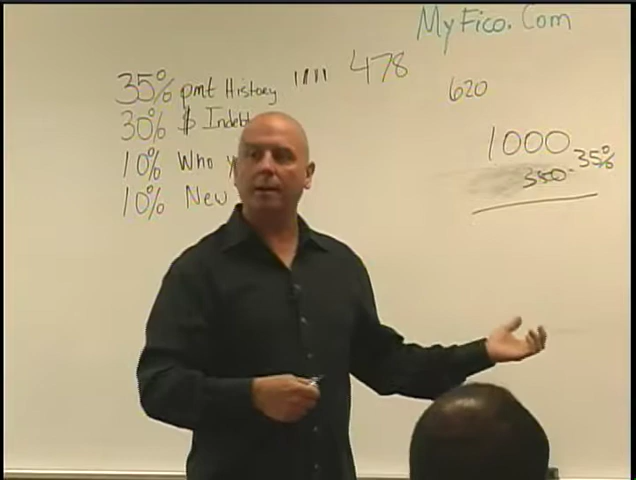 MyFico.Com
35% pmt History |||| 478
620
30% $ Indebt
1000
35%
350
10% Who y
10% New